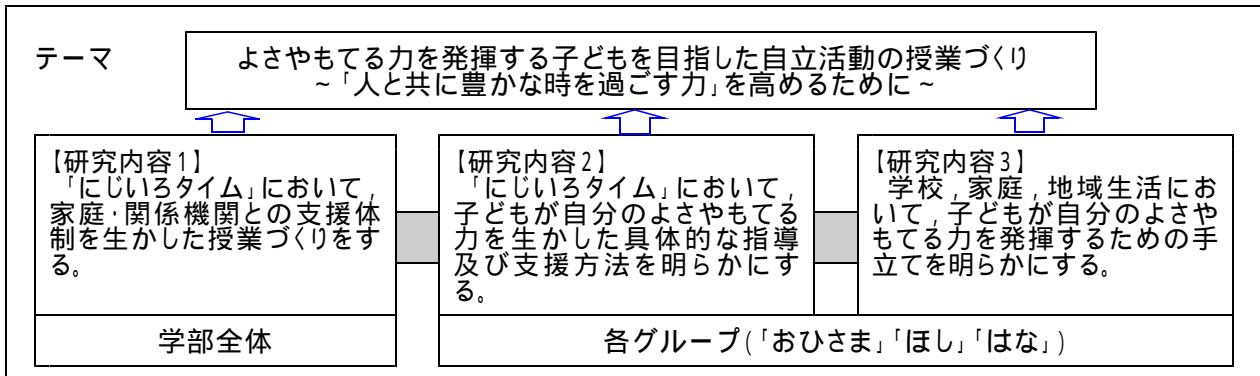 テーマ
よさやもてる力を発揮する子どもを目指した自立活動の授業づくり
~「人と共に豊かな時を過ごす力」を高めるために~
【研究内容1】
「にじいろタイム」において,
家庭・関係機関との支援体
制を生かした授業づくりをす
る。
学部全体
【研究内容2】
「にじいろタイム」において,
子どもが自分のよさやもてる
力を生かした具体的な指導
及び支援方法を明らかにす
る。
【研究内容3】
学校,家庭,地域生活にお
いて,子どもが自分のよさや
もてる力を発揮するための手
立てを明らかにする。
各グループ(「おひさま」「ほし」「はな」)